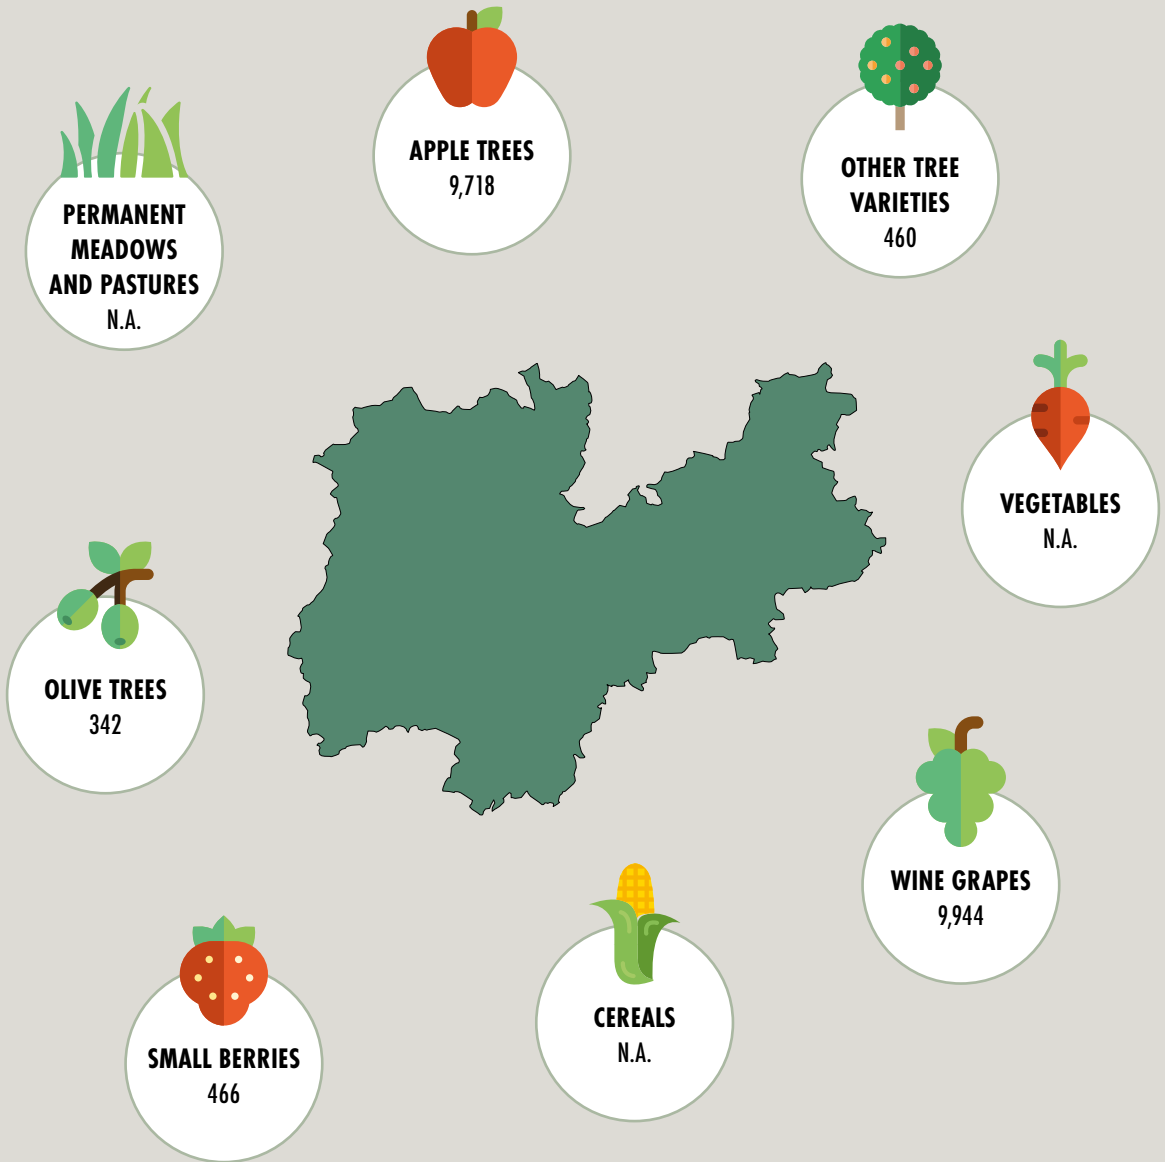 APPLE TREES
9,718
OTHER TREE
VARIETIES
460
PERMANENT
MEADOWS
AND PASTURES
N.A.
VEGETABLES
N.A.
OLIVE TREES
342
WINE GRAPES
9,944
CEREALS
N.A.
SMALL BERRIES
466